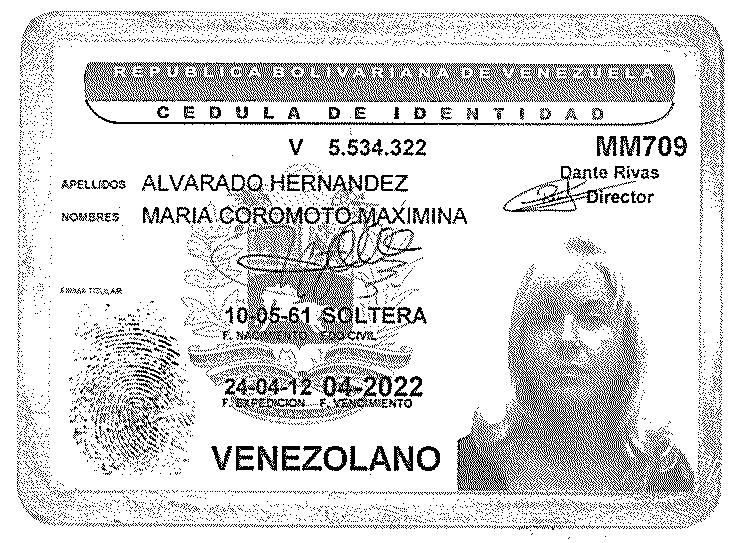 REPUBLICA BOLIVARIANA DE VENEZUELA
CEDULA DE IDENTIDAD
V 5.534.322
MM709
Dante Rivas
Director
APELLIDOS ALVARADO HERNANDEZ
NOMBRES MARIA COROMOTO MAXIMINA
FIRMA TITULAR
10-05-61 SOLTERA
F. NACIMIENTO EDO CIVIL
24-04-12 04-2022
F. EXPEDICION F. VENCIMIENTO
VENEZOLANO